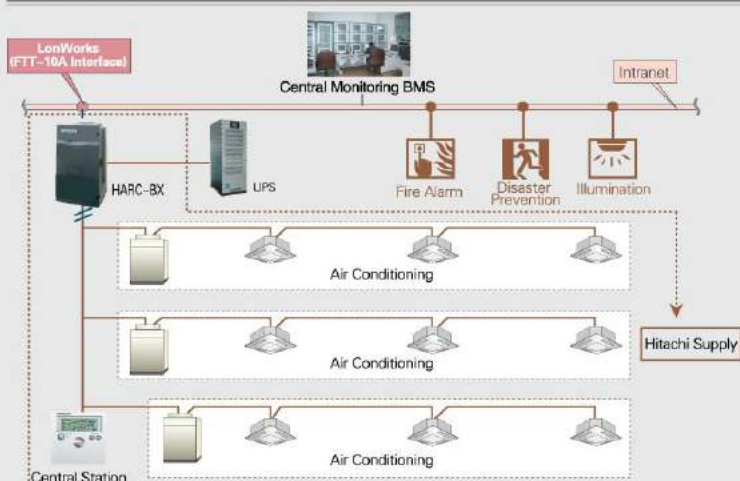 LonWorks
(FTT-10A Interface)
Central Monitoring BMS
Intranet
HARC-BX
UPS
Fire Alarm
Disaster
Prevention
Illumination
Air Conditioning
Air Conditioning
Hitachi Supply
Air Conditioning
Central Station